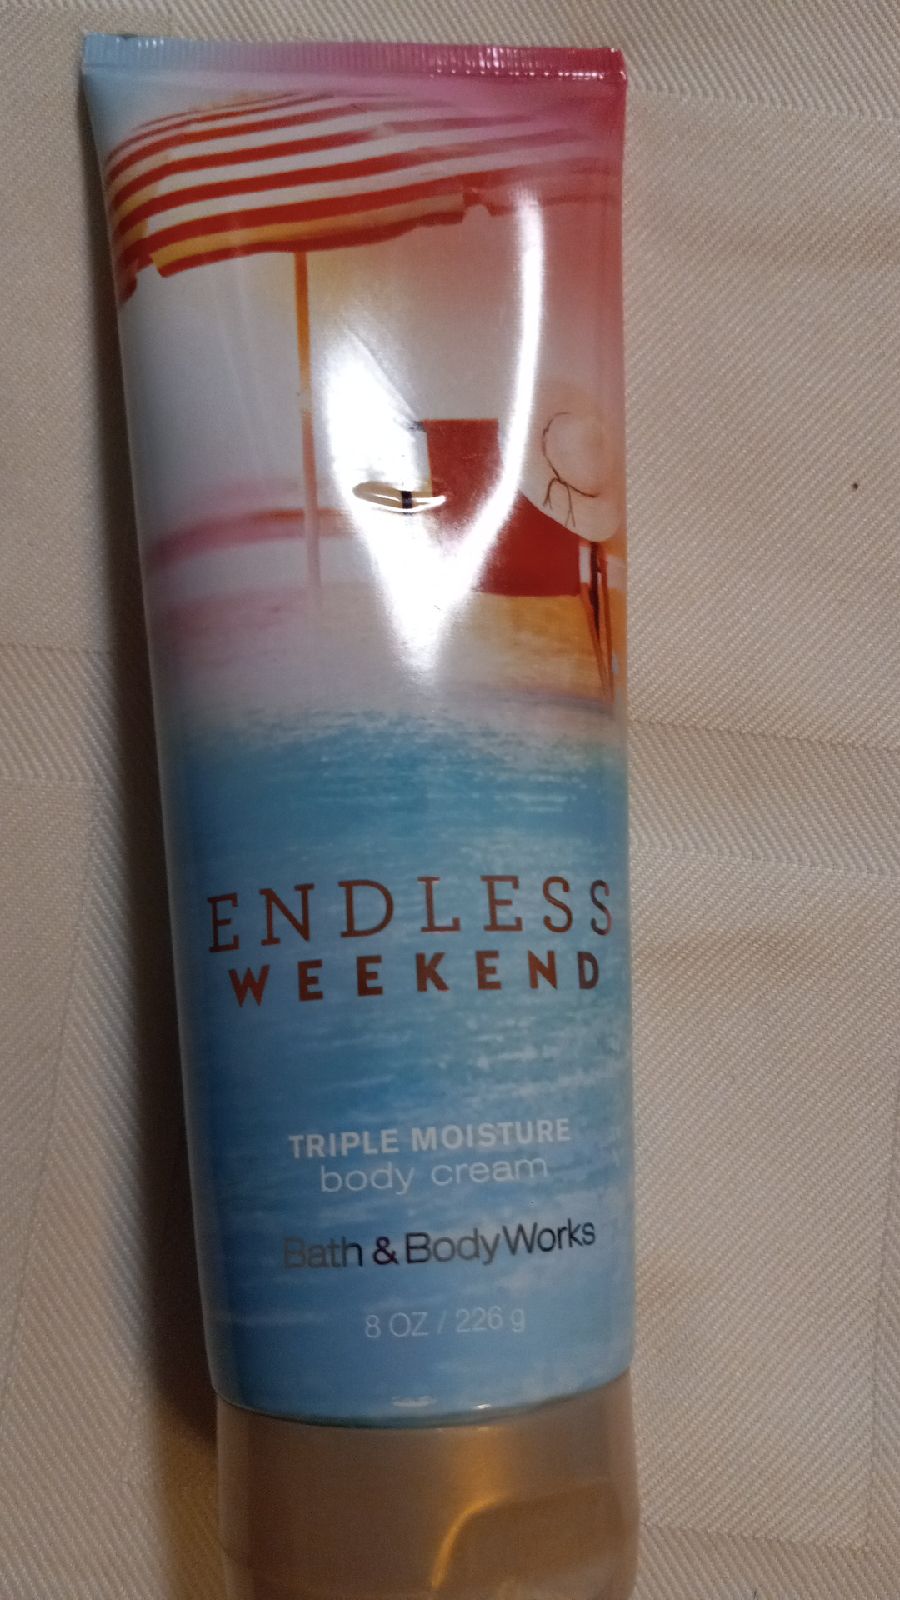 ENDLESS
WEEKEND
TRIPLE MOISTURE
body cream
Bath & Body Works
8 OZ / 226 g